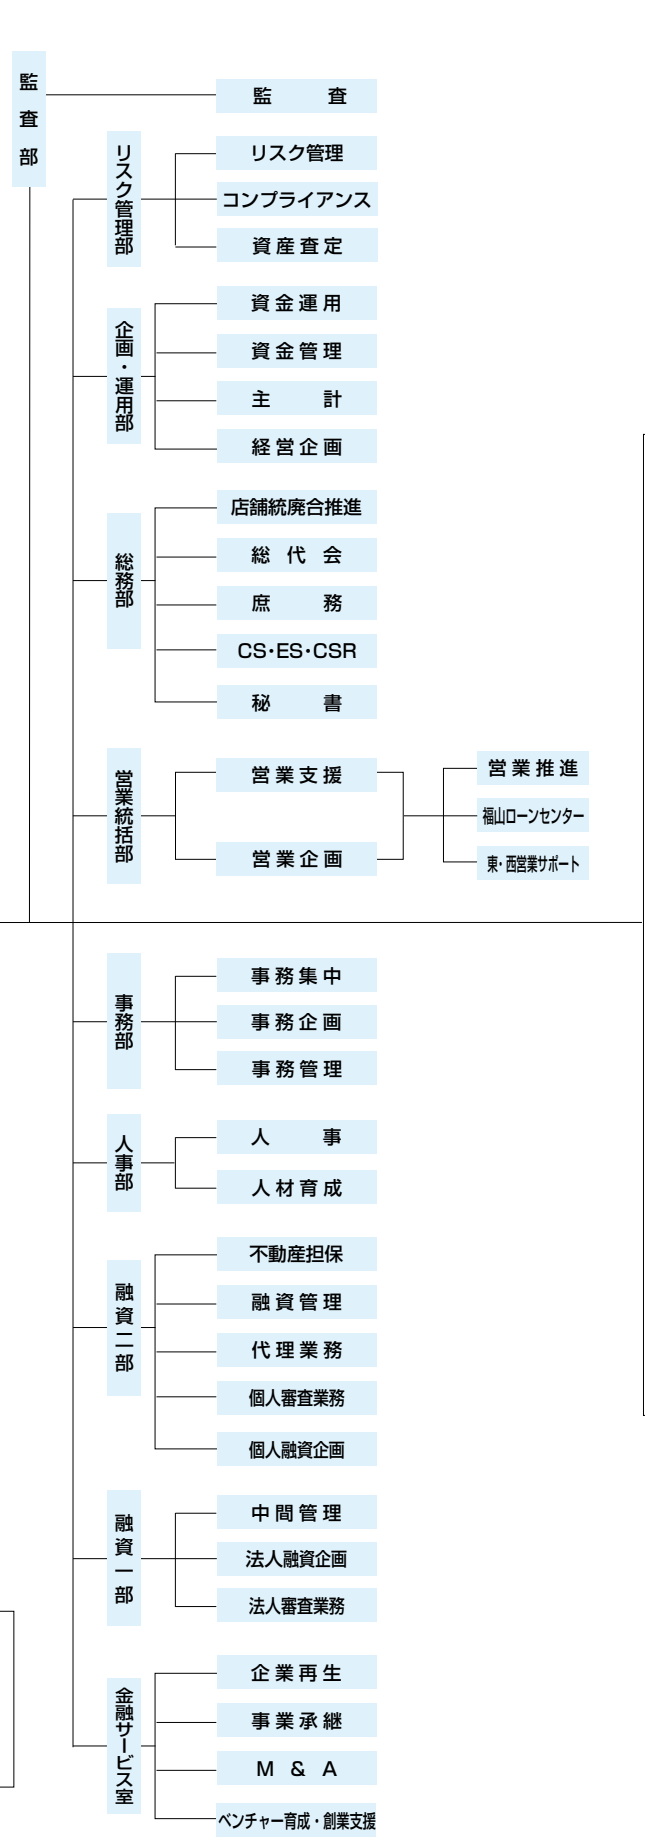 監査部
監査
リスク管理部
リスク管理
コンプライアンス
資産査定
企画・運用部
資金運用
資金管理
主計
経営企画
総務部
店舗統廃合推進
総代会
庶務
CS・ES・CSR
秘書
営業統括部
営業支援
営業企画
営業推進
福山ローンセンター
東・西営業サポート
事務部
事務集中
事務企画
事務管理
人事部
人事
人材育成
融資二部
不動産担保
融資管理
代理業務
個人審査業務
個人融資企画
融資一部
中間管理
法人融資企画
法人審査業務
金融サービス室
企業再生
事業承継
M & A
ベンチャー育成・創業支援